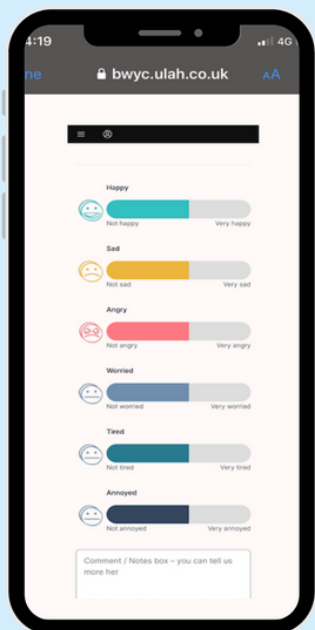 4:19
4G
ne
bwyc.ulah.co.uk
AA
Happy
Not happy Very happy
Sad
Not sad Very sad
Angry
Not angry Very angry
Worried
Not worried Very worried
Tired
Not tired Very tired
Annoyed
Not annoyed Very annoyed
Comment / Notes box – you can tell us
more her